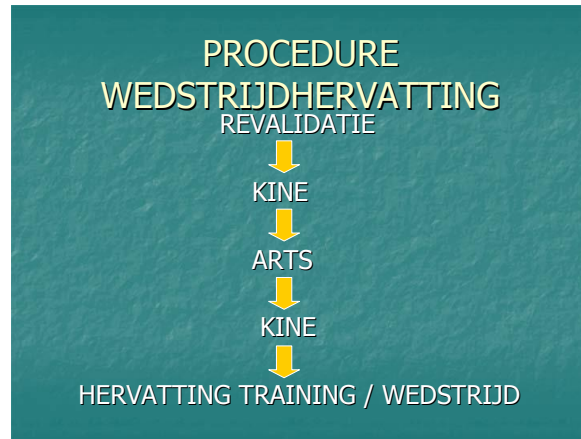 PROCEDURE
WEDSTRIJDHERVATTING
REVALIDATIE
KINE
ARTS
KINE
HERVATTING TRAINING / WEDSTRIJD